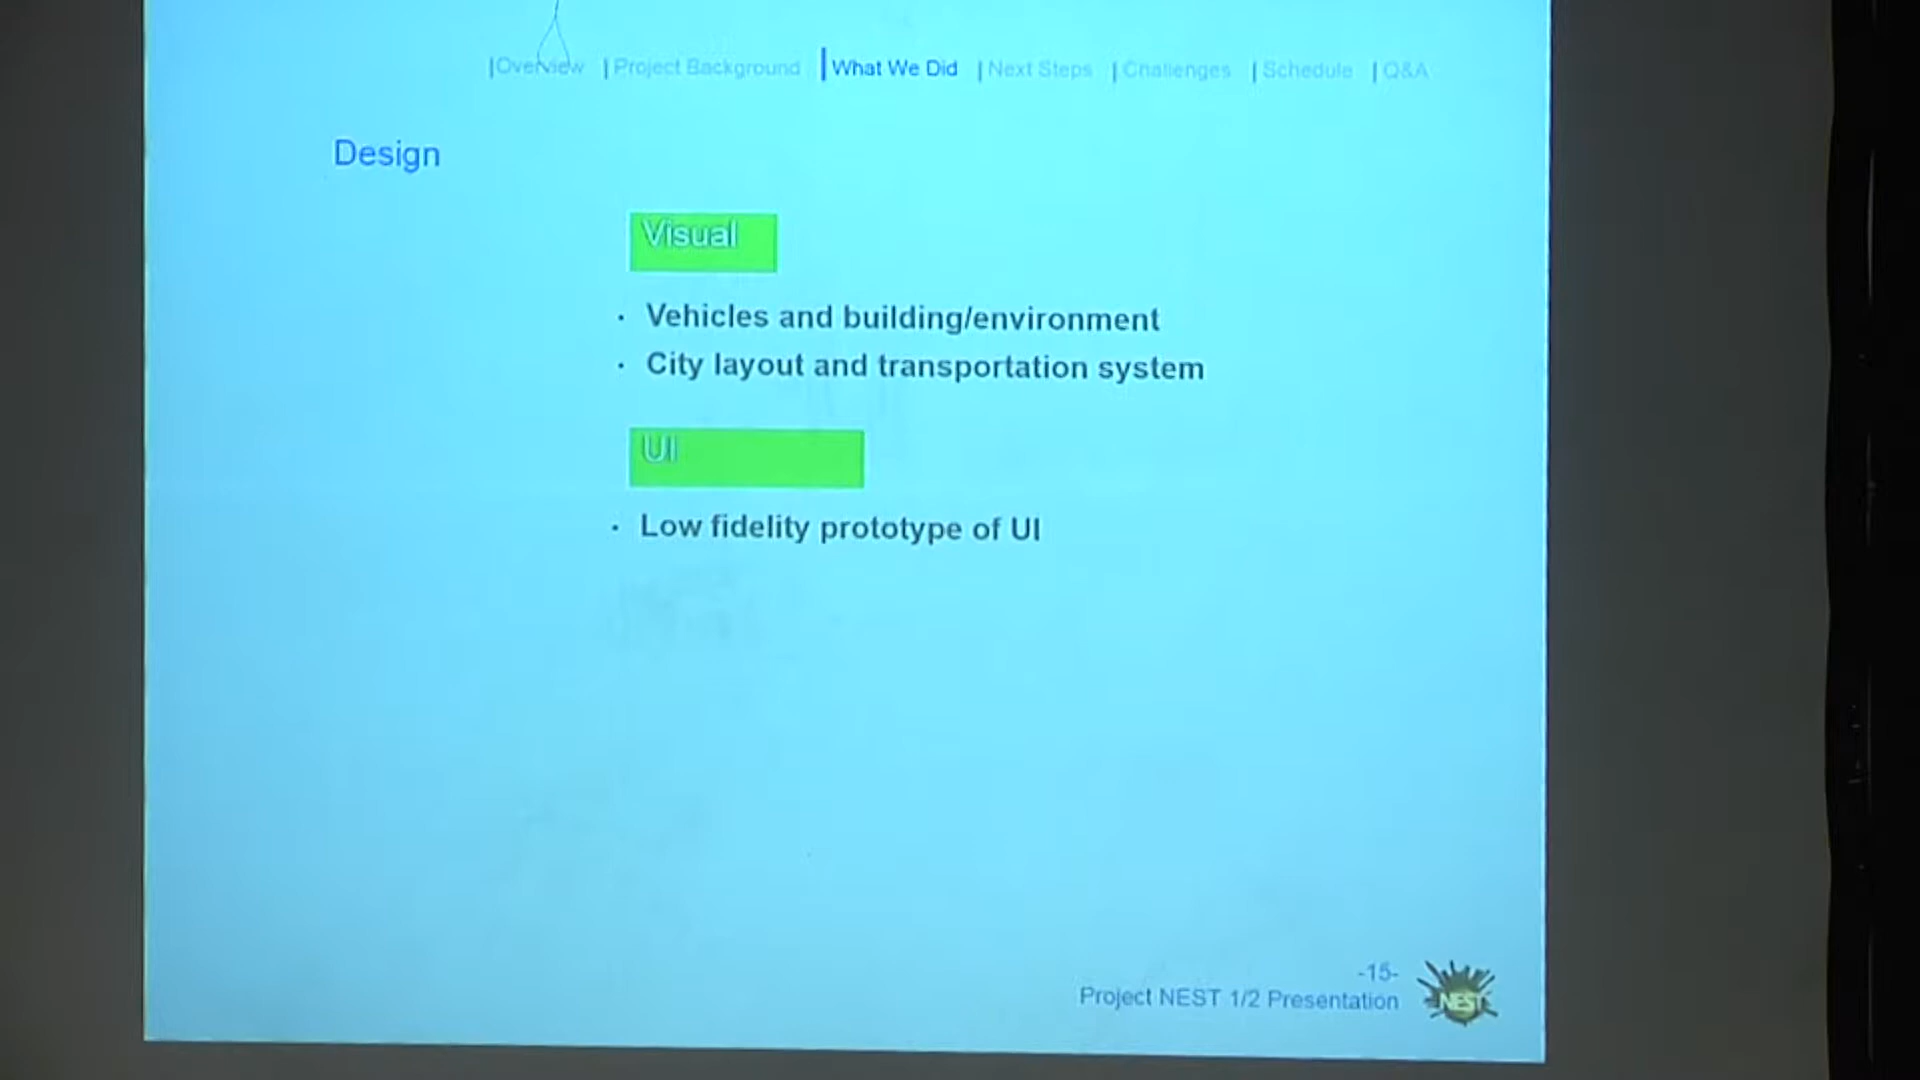 |Overview |Project Background |What We Did |Next Steps |Challenges |Schedule |Q&A
Design
Visual
· Vehicles and building/environment
· City layout and transportation system
UI
· Low fidelity prototype of UI
-15-
Project NEST 1/2 Presentation
NEST